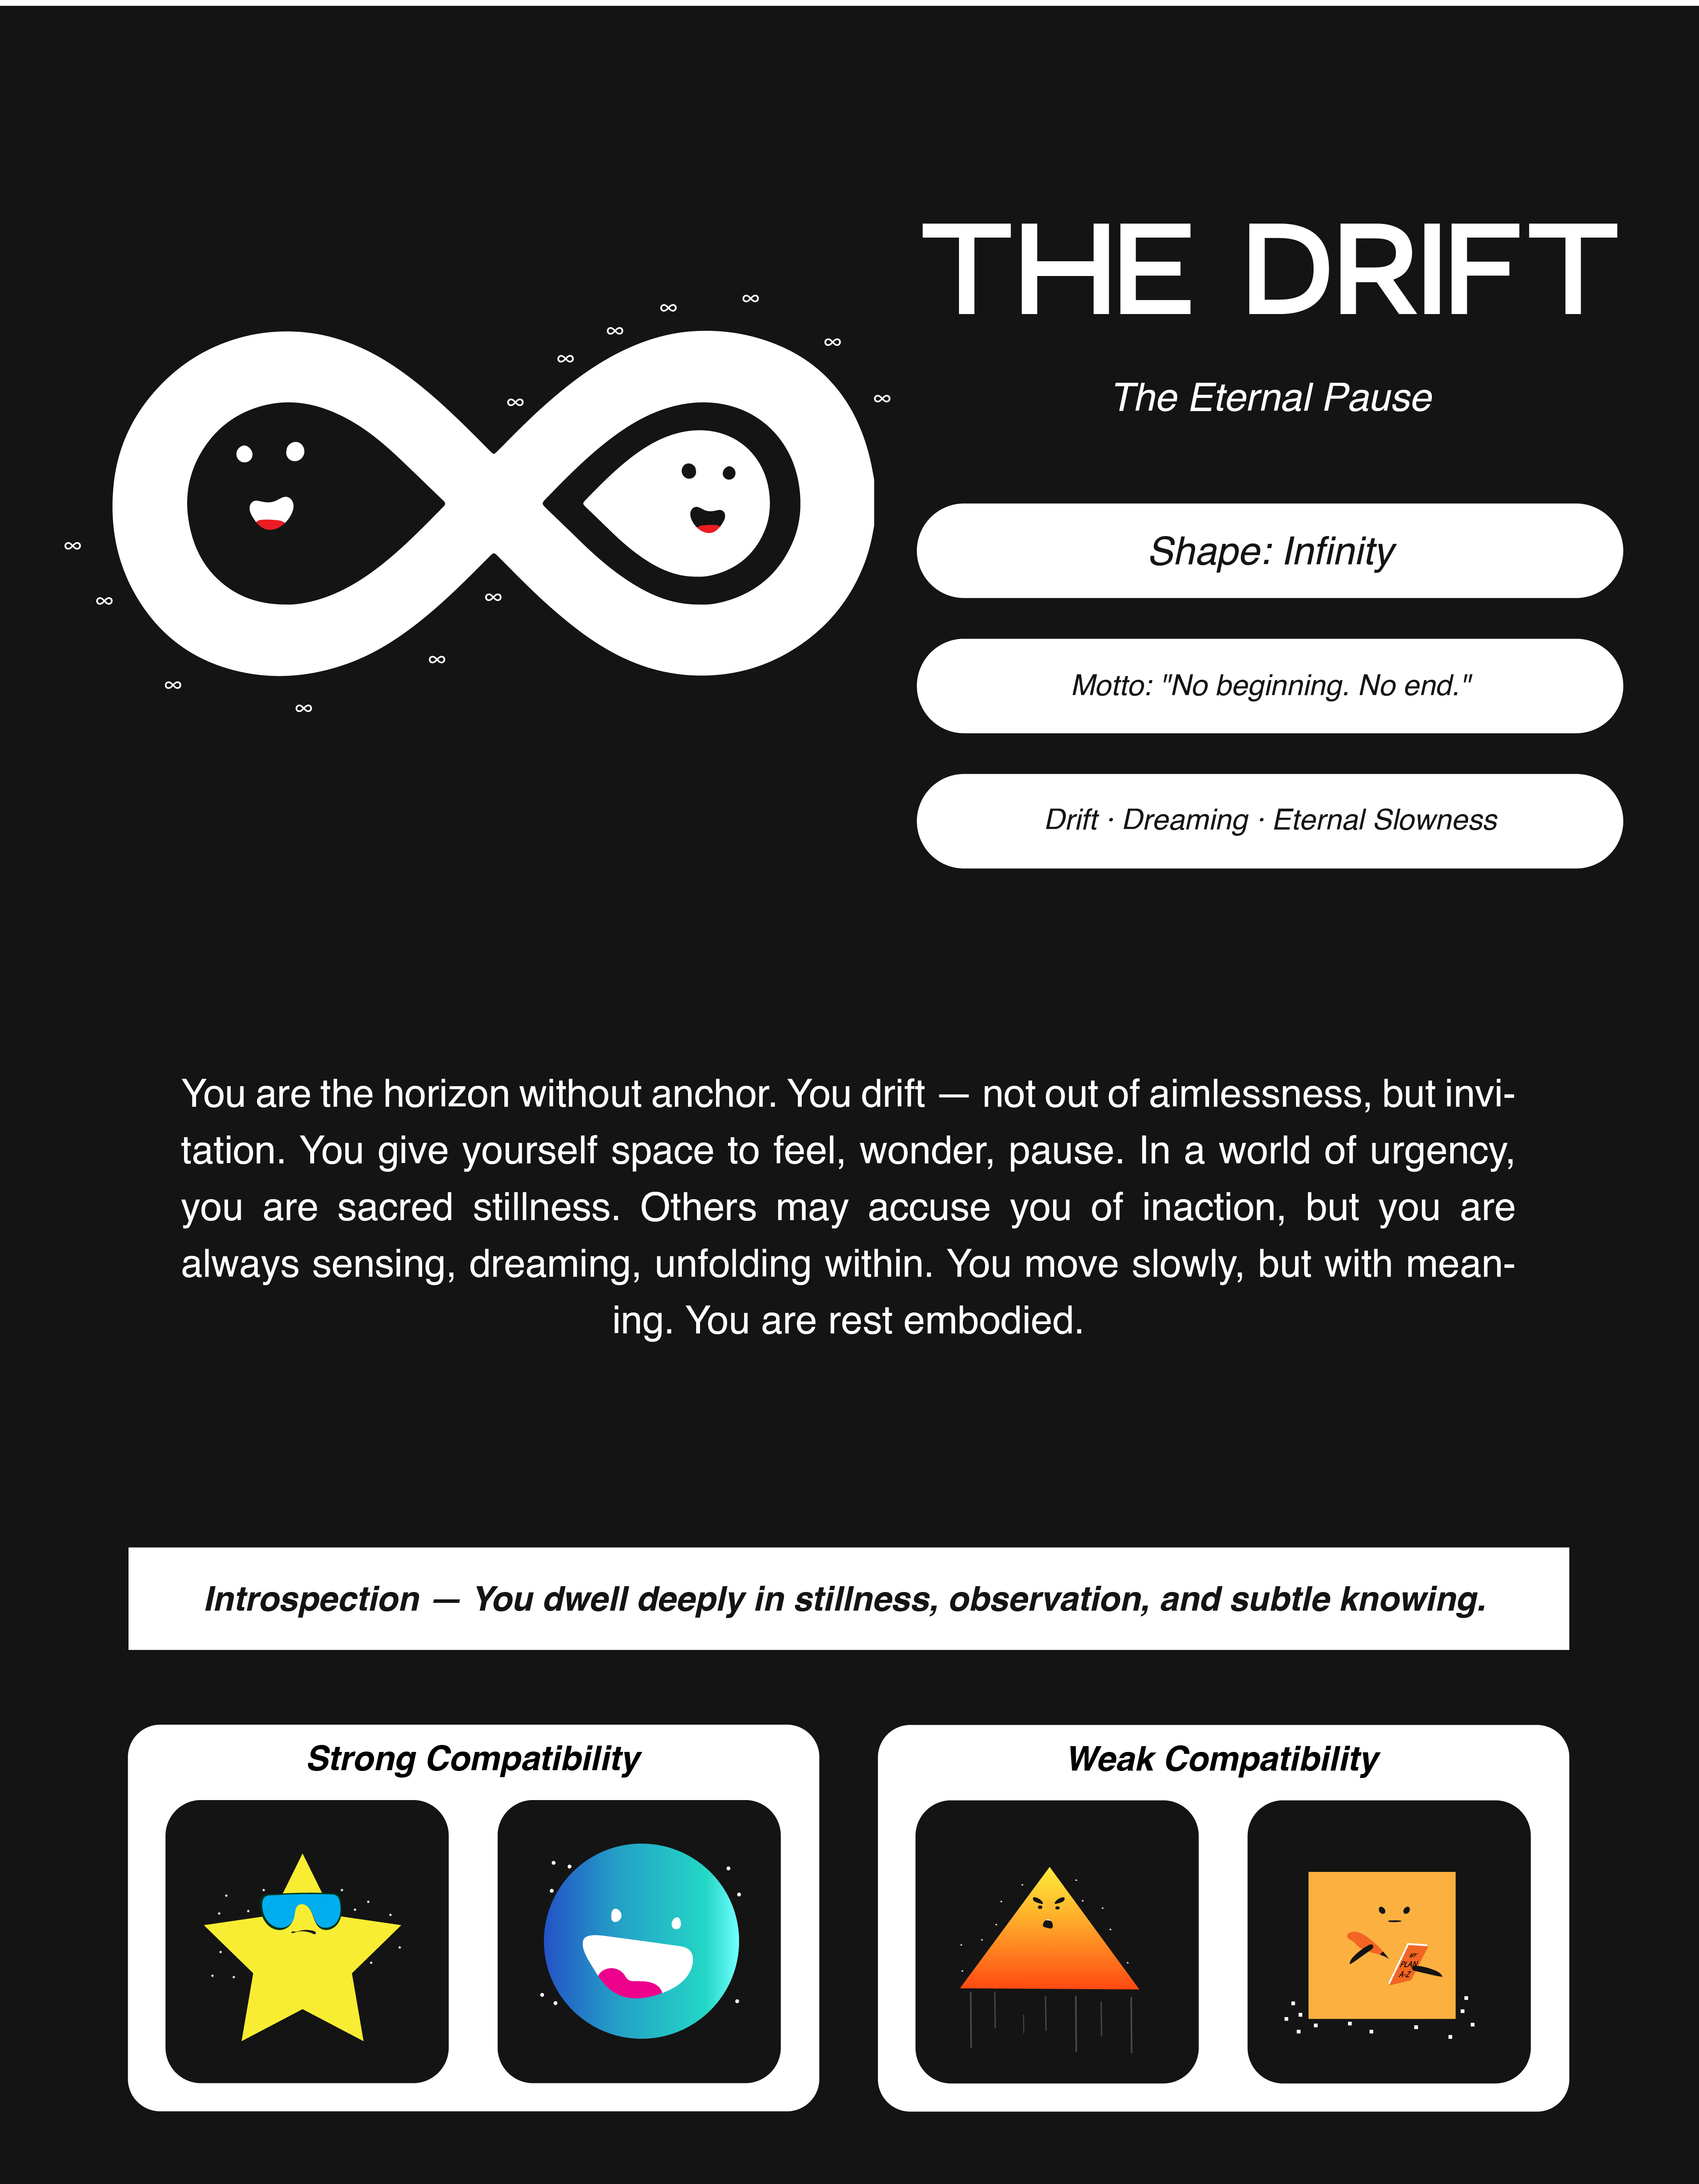 THE DRIFT
The Eternal Pause
Shape: Infinity
Motto: "No beginning. No end."
Drift · Dreaming · Eternal Slowness
You are the horizon without anchor. You drift — not out of aimlessness, but invi-
tation. You give yourself space to feel, wonder, pause. In a world of urgency,
you are sacred stillness. Others may accuse you of inaction, but you are
always sensing, dreaming, unfolding within. You move slowly, but with mean-
ing. You are rest embodied.
Introspection — You dwell deeply in stillness, observation, and subtle knowing.
Strong Compatibility
Weak Compatibility
MY
PLAN
A-Z